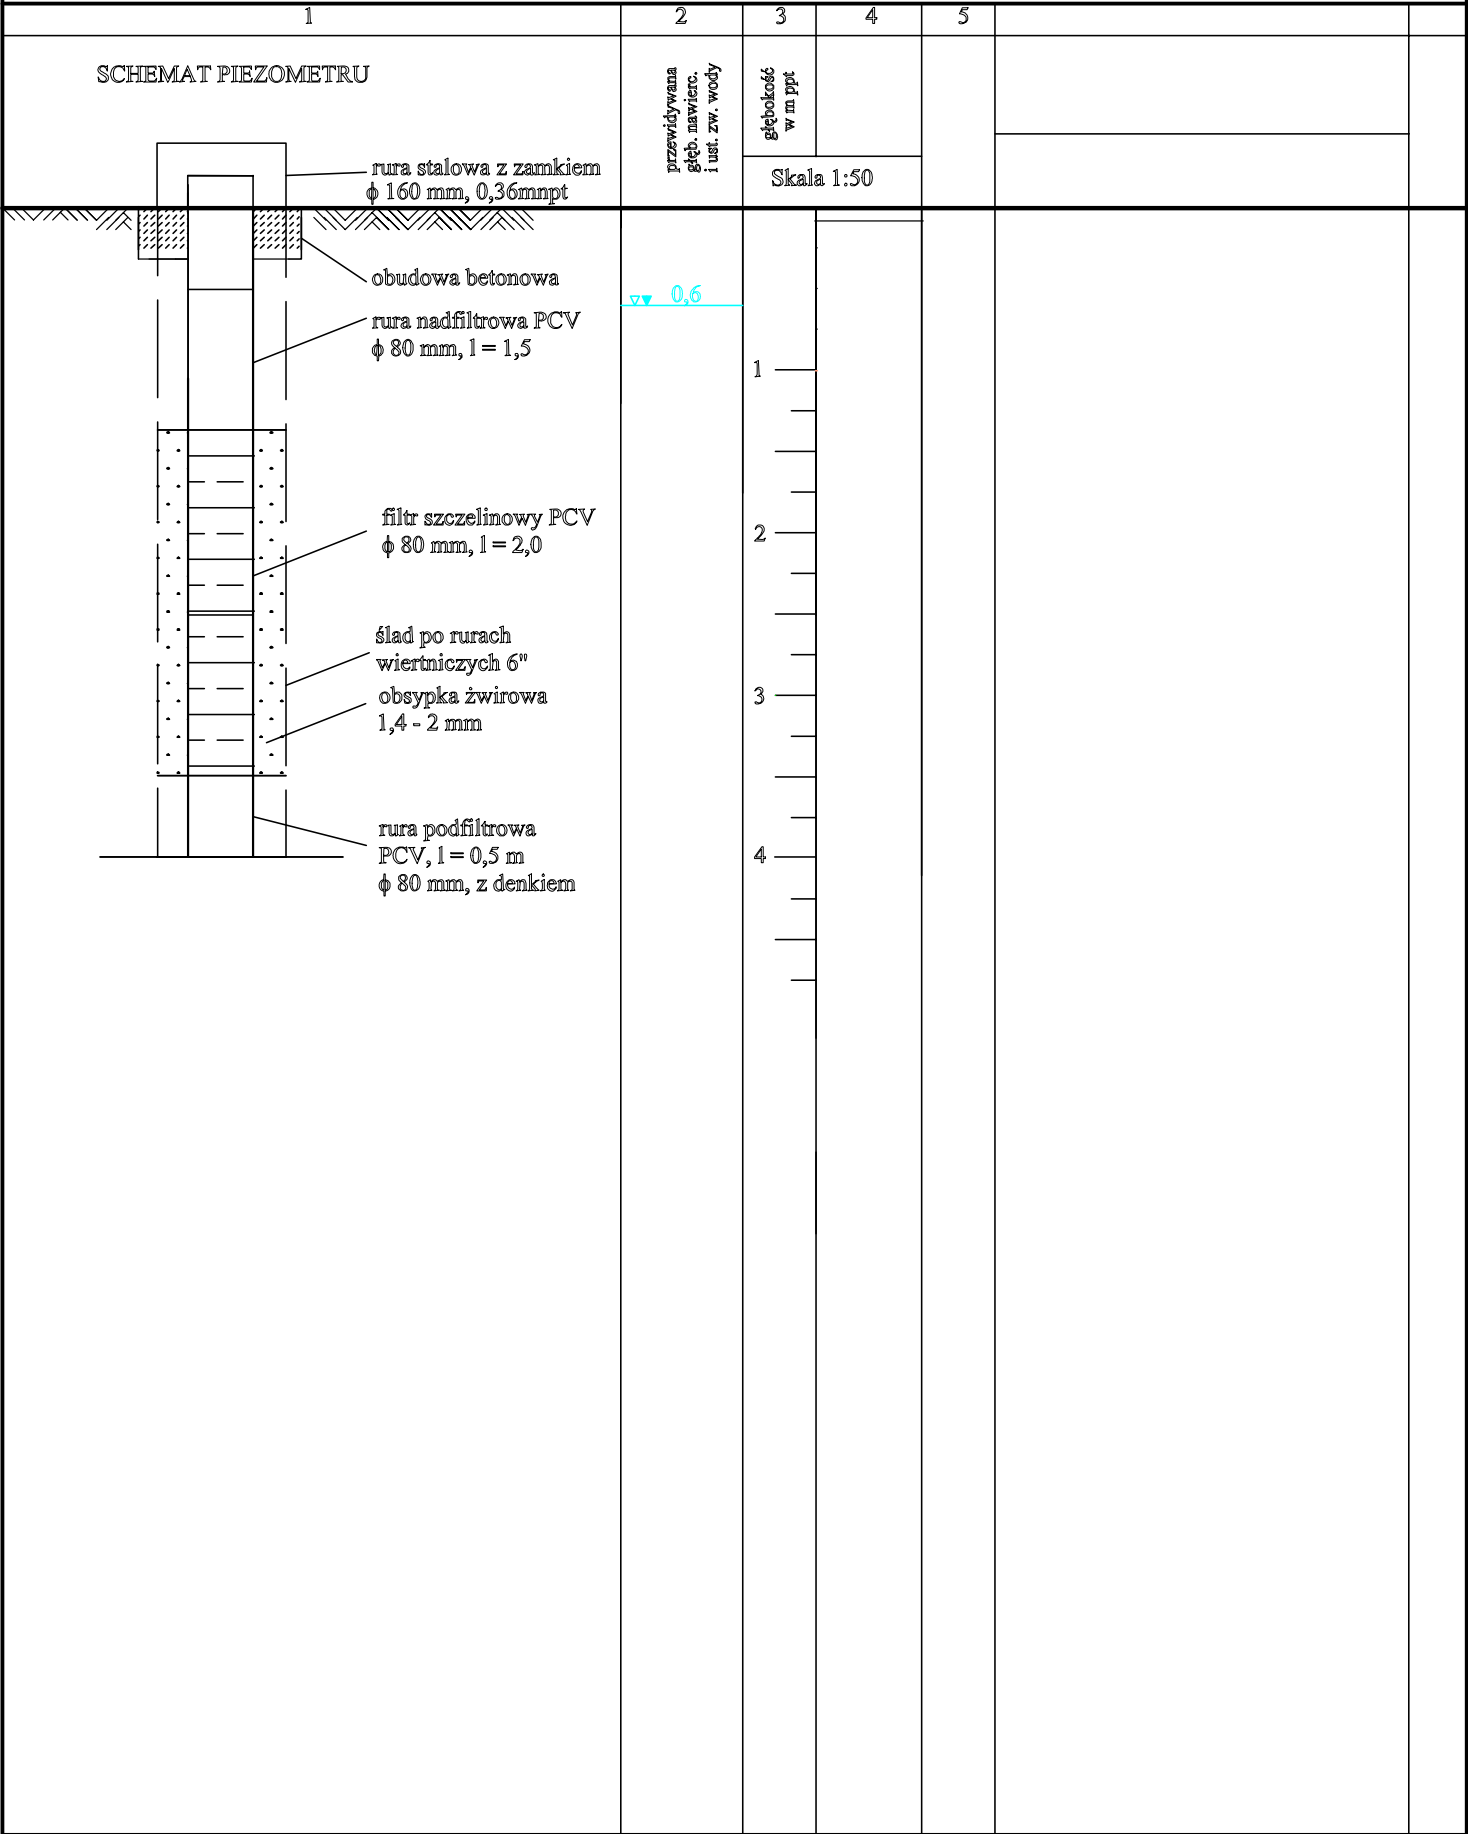 1
2
3
4
5
SCHEMAT PIEZOMETRU
przewidywana
głęb. nawierc.
i ust. zw. wody
głębokość
w m ppt
Skala 1:50
rura stalowa z zamkiem
ϕ 160 mm, 0,36mnpt
obudowa betonowa
0,6
rura nadfiltrowa PCV
ϕ 80 mm, l = 1,5
1
filtr szczelinowy PCV
ϕ 80 mm, l = 2,0
2
ślad po rurach
wiertniczych 6"
obsypka żwirowa
1,4 - 2 mm
3
rura podfiltrowa
PCV, l = 0,5 m
ϕ 80 mm, z denkiem
4